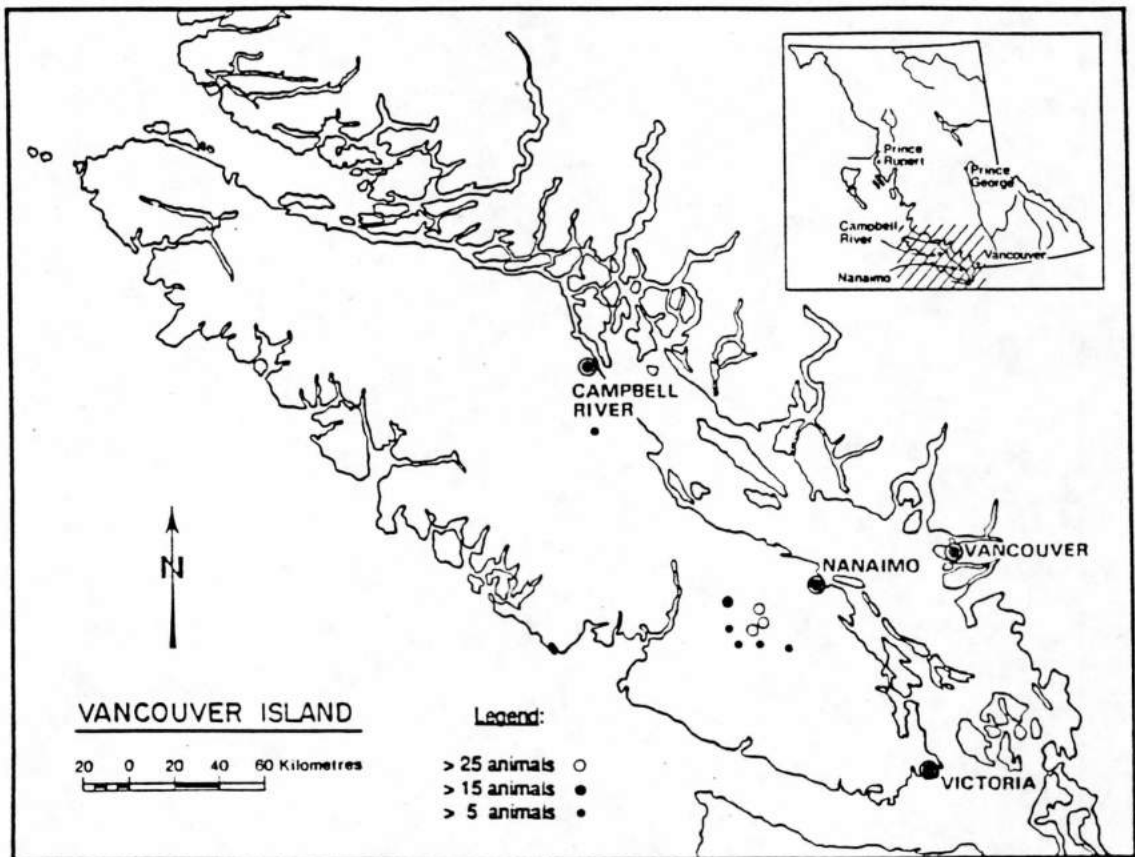 Prince
Rupert
Prince
George
Campbell
River
Vancouver
Nanaimo
CAMPBELL
RIVER
VANCOUVER
NANAIMO
N
VANCOUVER ISLAND
20 0 20 40 60 Kilometres
Legend:
> 25 animals
> 15 animals
> 5 animals
VICTORIA